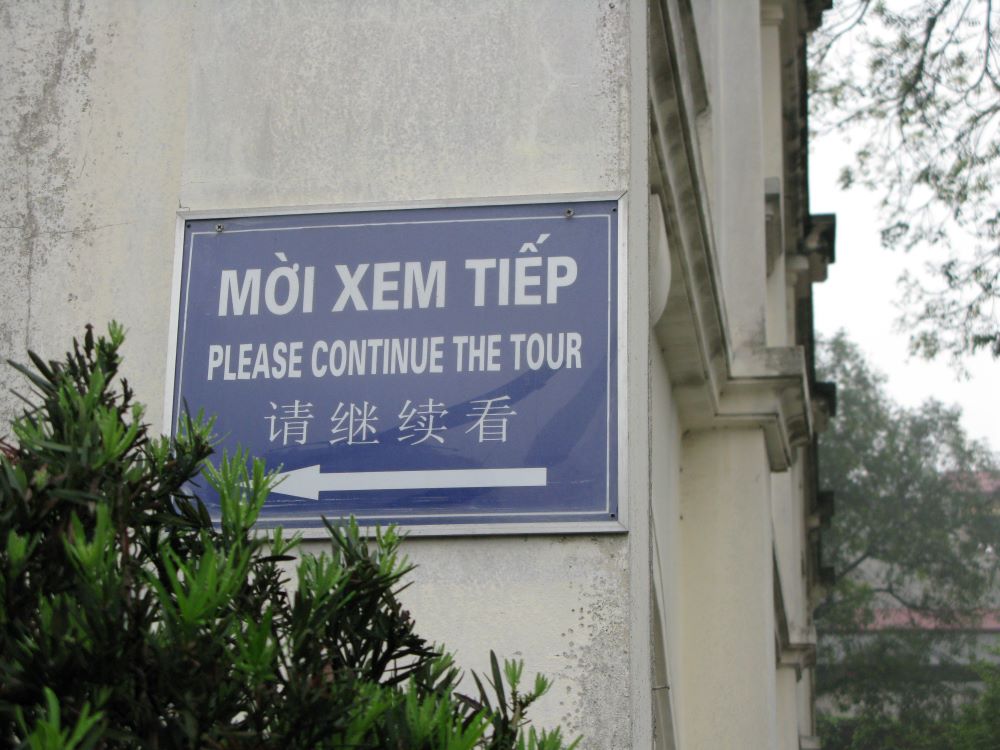 MỜI XEM TIẾP
PLEASE CONTINUE THE TOUR
请继续看